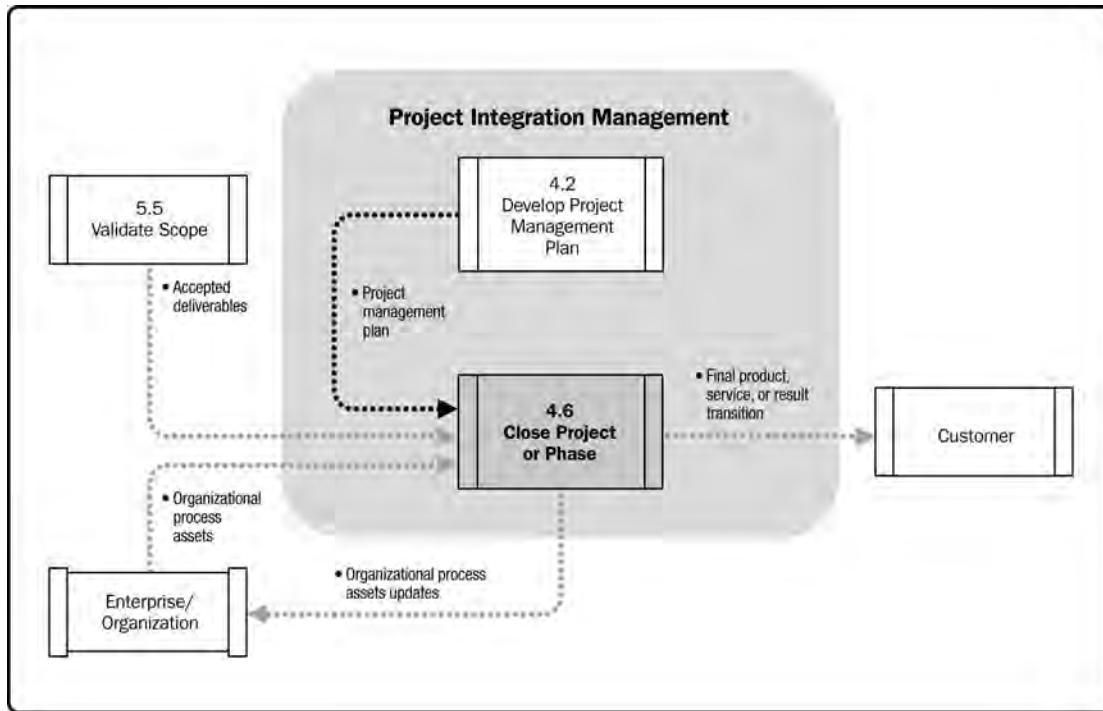 Project Integration Management
4.2
Develop Project
Management
Plan
5.5
Validate Scope
• Accepted
deliverables
• Project
management
plan
• Final product,
service, or result
transition
4.6
Close Project
or Phase
Customer
• Organizational
process
assets
• Organizational process
assets updates
Enterprise/
Organization